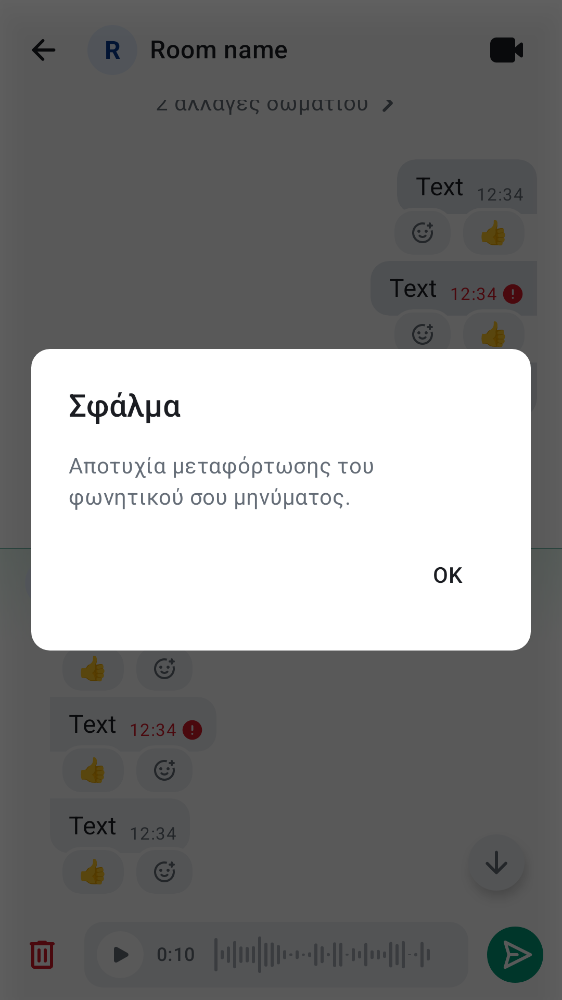 R Room name
2 αλλαγές δωματίου
Text 12:34
Text 12:34
Σφάλμα
Αποτυχία μεταφόρτωσης του
φωνητικού σου μηνύματος.
OK
Text 12:34
Text 12:34
0:10